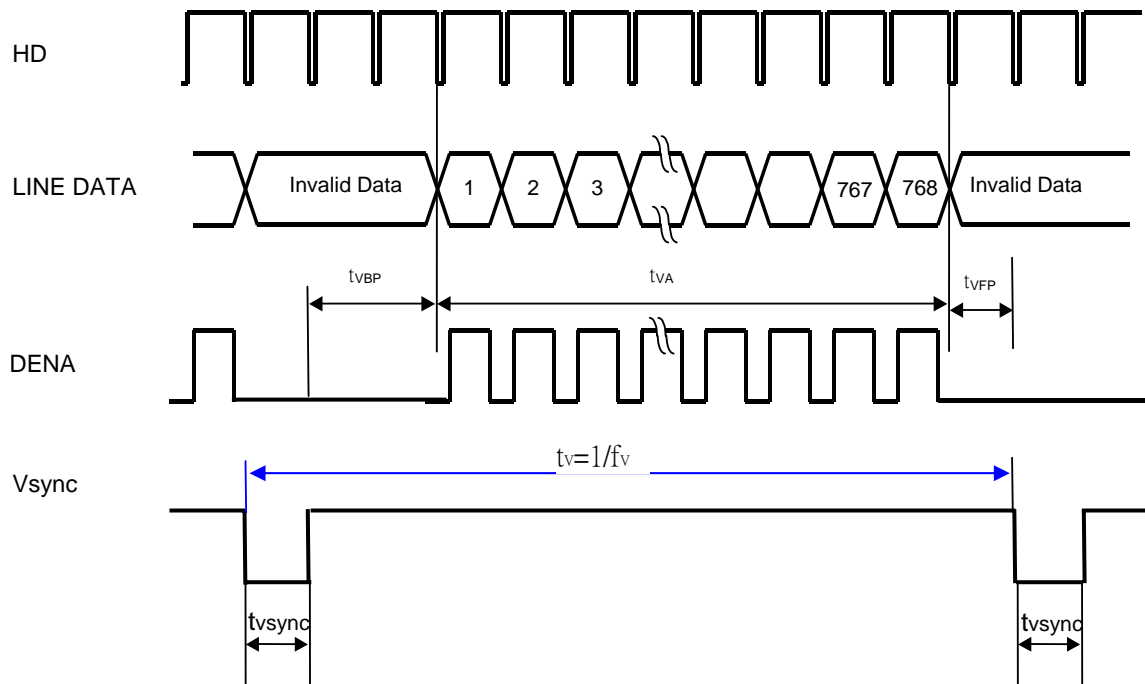 HD
LINE DATA
Invalid Data
1
2
3
767
768
Invalid Data
tVBP
tVA
tVFP
DENA
tv=1/fv
Vsync
tvsync
tvsync